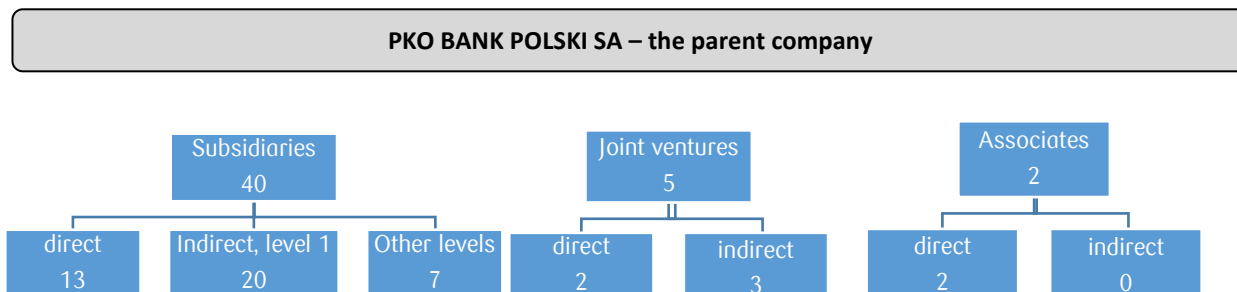 PKO BANK POLSKI SA – the parent company
Subsidiaries
40
direct
13
Indirect, level 1
20
Other levels
7
Joint ventures
5
direct
2
indirect
3
Associates
2
direct
2
indirect
0